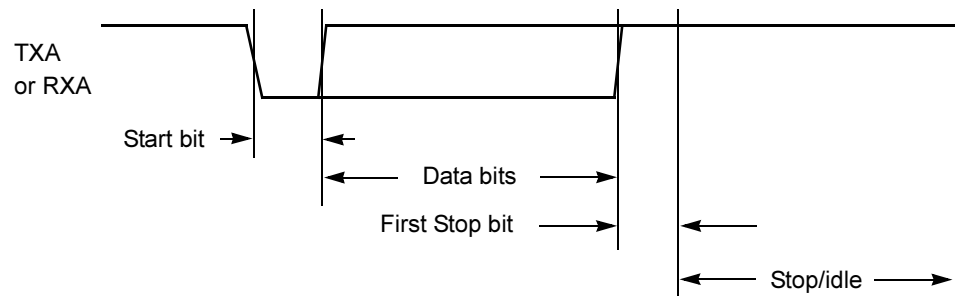 TXA
or RXA
Start bit
Data bits
First Stop bit
Stop/idle